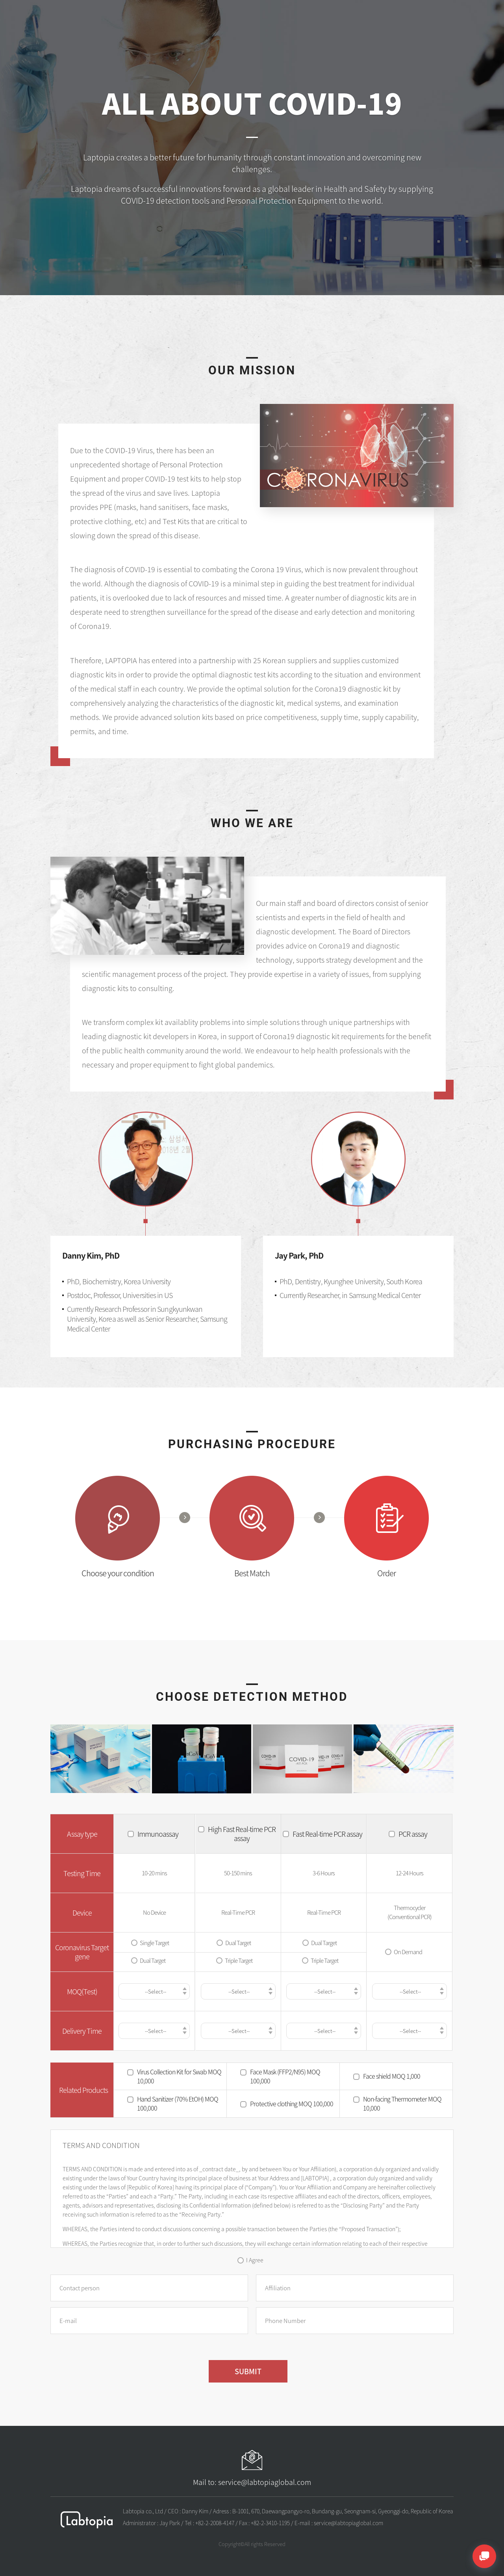 ALL ABOUT COVID-19
Laptopia creates a better future for humanity through constant innovation and overcoming new
challenges.
Laptopia dreams of successful innovations forward as a global leader in Health and Safety by supplying
COVID-19 detection tools and Personal Protection Equipment to the world.
OUR MISSION
CORONAVIRUS
Due to the COVID-19 Virus, there has been an
unprecedented shortage of Personal Protection
Equipment and proper COVID-19 test kits to help stop
the spread of the virus and save lives. Laptopia
provides PPE (masks, hand sanitisers, face masks,
protective clothing, etc) and Test Kits that are critical to
slowing down the spread of this disease.
The diagnosis of COVID-19 is essential to combating the Corona 19 Virus, which is now prevalent throughout
the world. Although the diagnosis of COVID-19 is a minimal step in guiding the best treatment for individual
patients, it is overlooked due to lack of resources and missed time. A greater number of diagnostic kits are in
desperate need to strengthen surveillance for the spread of the disease and early detection and monitoring
of Corona19.
Therefore, LAPTOPIA has entered into a partnership with 25 Korean suppliers and supplies customized
diagnostic kits in order to provide the optimal diagnostic test kits according to the situation and environment
of the medical staff in each country. We provide the optimal solution for the Corona19 diagnostic kit by
comprehensively analyzing the characteristics of the diagnostic kit, medical systems, and examination
methods. We provide advanced solution kits based on price competitiveness, supply time, supply capability,
permits, and time.
WHO WE ARE
Our main staff and board of directors consist of senior
scientists and experts in the field of health and
diagnostic development. The Board of Directors
provides advice on Corona19 and diagnostic
technology, supports strategy development and the
scientific management process of the project. They provide expertise in a variety of issues, from supplying
diagnostic kits to consulting.
We transform complex kit availablity problems into simple solutions through unique partnerships with
leading diagnostic kit developers in Korea, in support of Corona19 diagnostic kit requirements for the benefit
of the public health community around the world. We endeavour to help health professionals with the
necessary and proper equipment to fight global pandemics.
Danny Kim, PhD
PhD, Biochemistry, Korea University
Postdoc, Professor, Universities in US
Currently Research Professor in Sungkyunkwan
University, Korea as well as Senior Researcher, Samsung
Medical Center
Jay Park, PhD
PhD, Dentistry, Kyunghee University, South Korea
Currently Researcher, in Samsung Medical Center
PURCHASING PROCEDURE
Choose your condition
Best Match
Order
CHOOSE DETECTION METHOD
COVID-19
Assay type
Immunoassay
High Fast Real-time PCR
assay
Fast Real-time PCR assay
PCR assay
Testing Time
10-20 mins
50-150 mins
3-6 Hours
12-24 Hours
Device
No Device
Real-Time PCR
Real-Time PCR
Thermocycler
(Conventional PCR)
Coronavirus Target
gene
Single Target
Dual Target
Dual Target
On Demand
Dual Target
Triple Target
Triple Target
MOQ(Test)
--Select--
--Select--
--Select--
--Select--
Delivery Time
--Select--
--Select--
--Select--
--Select--
Related Products
Virus Collection Kit for Swab MOQ
10,000
Face Mask (FFP2/N95) MOQ
100,000
Face shield MOQ 1,000
Hand Sanitizer (70% EtOH) MOQ
100,000
Protective clothing MOQ 100,000
Non-facing Thermometer MOQ
10,000
TERMS AND CONDITION
TERMS AND CONDITION is made and entered into as of _contract date_, by and between You or Your Affiliation), a corporation duly organized and validly
existing under the laws of Your Country having its principal place of business at Your Address and [LABTOPIA] , a corporation duly organized and validly
existing under the laws of [Republic of Korea] having its principal place of ("Company"). You or Your Affiliation and Company are hereinafter collectively
referred to as the "Parties" and each a "Party." The Party, including in each case its respective affiliates and each of the directors, officers, employees,
agents, advisors and representatives, disclosing its Confidential Information (defined below) is referred to as the "Disclosing Party" and the Party
receiving such information is referred to as the "Receiving Party."
WHEREAS, the Parties intend to conduct discussions concerning a possible transaction between the Parties (the "Proposed Transaction");
WHEREAS, the Parties recognize that, in order to further such discussions, they will exchange certain information relating to each of their respective
I Agree
Contact person
Affiliation
E-mail
Phone Number
SUBMIT
Mail to: service@labtopiaglobal.com
Labtopia
Labtopia co., Ltd / CEO : Danny Kim / Adress : B-1001, 670, Daewangpangyo-ro, Bundang-gu, Seongnam-si, Gyeonggi-do, Republic of Korea
Administrator : Jay Park / Tel : +82-2-2008-4147 / Fax : +82-2-3410-1195 / E-mail : service@labtopiaglobal.com
Copyright© All rights Reserved